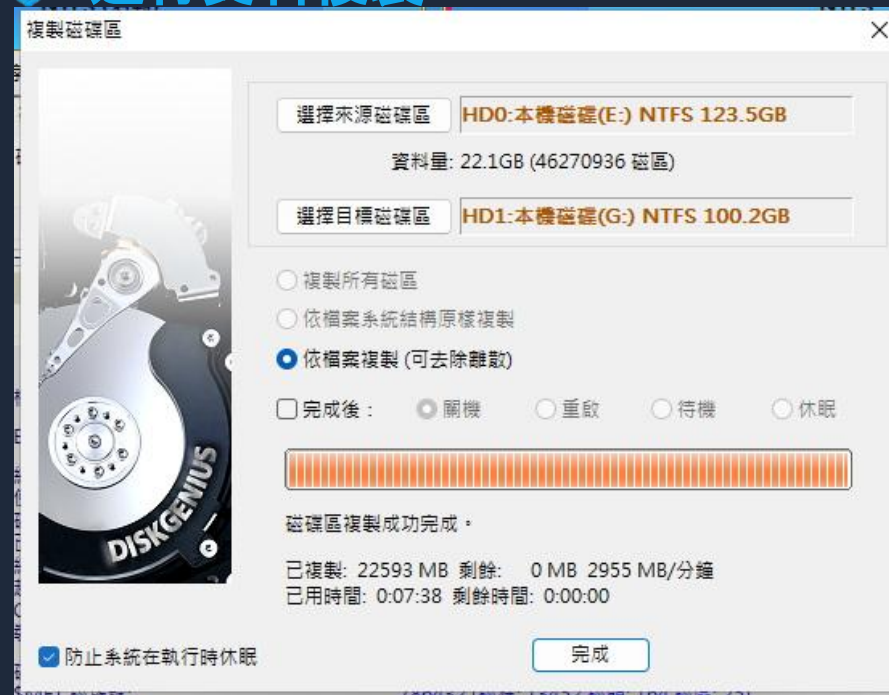 複製磁碟區
選擇來源磁碟區 HD0:本機磁碟(E:) NTFS 123.5GB
資料量: 22.1GB (46270936 磁區)
選擇目標磁碟區 HD1:本機磁碟(G:) NTFS 100.2GB
複製所有磁區
依檔案系統結構原樣複製
依檔案複製 (可去除離散)
完成後： 關機 重啟 待機 休眠
DISKGENIUS
磁碟區複製成功完成。
已複製: 22593 MB 剩餘: 0 MB 2955 MB/分鐘
已用時間: 0:07:38 剩餘時間: 0:00:00
防止系統在執行時休眠 完成